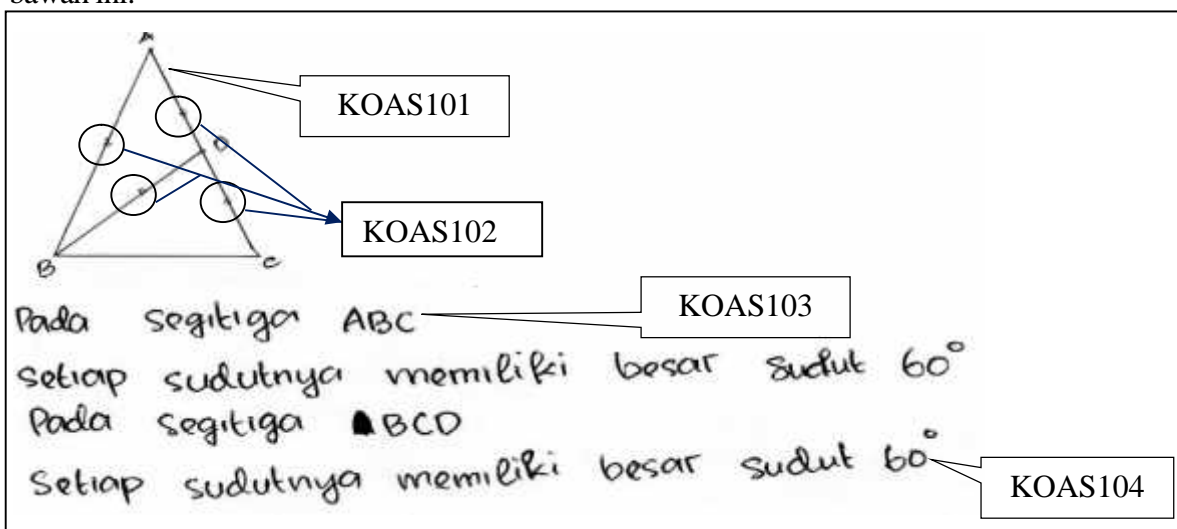 A
KOAS101
D
KOAS102
B
C
KOAS103
Pada segitiga ABC
setiap sudutnya memiliki besar sudut 60°
Pada segitiga BCD
Setiap sudutnya memiliki besar sudut 60°
KOAS104